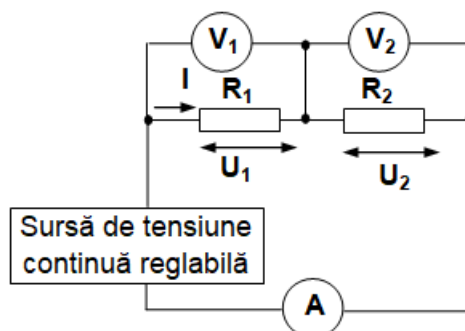 V₁ V₂
I R₁ R₂
U₁ U₂
Sursă de tensiune
continuă reglabilă
A